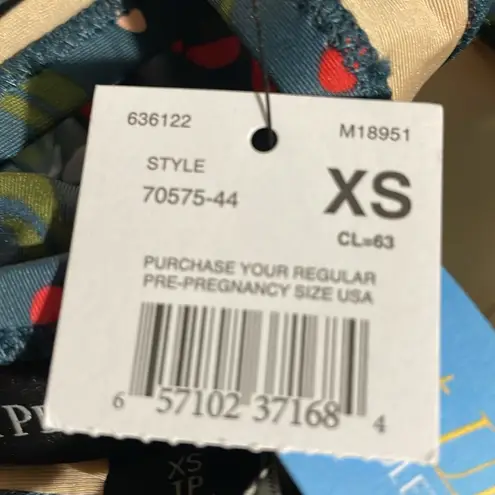 636122
M18951
STYLE
70575-44
XS
CL=63
PURCHASE YOUR REGULAR
PRE-PREGNANCY SIZE USA
6 57102 37168 4
XS